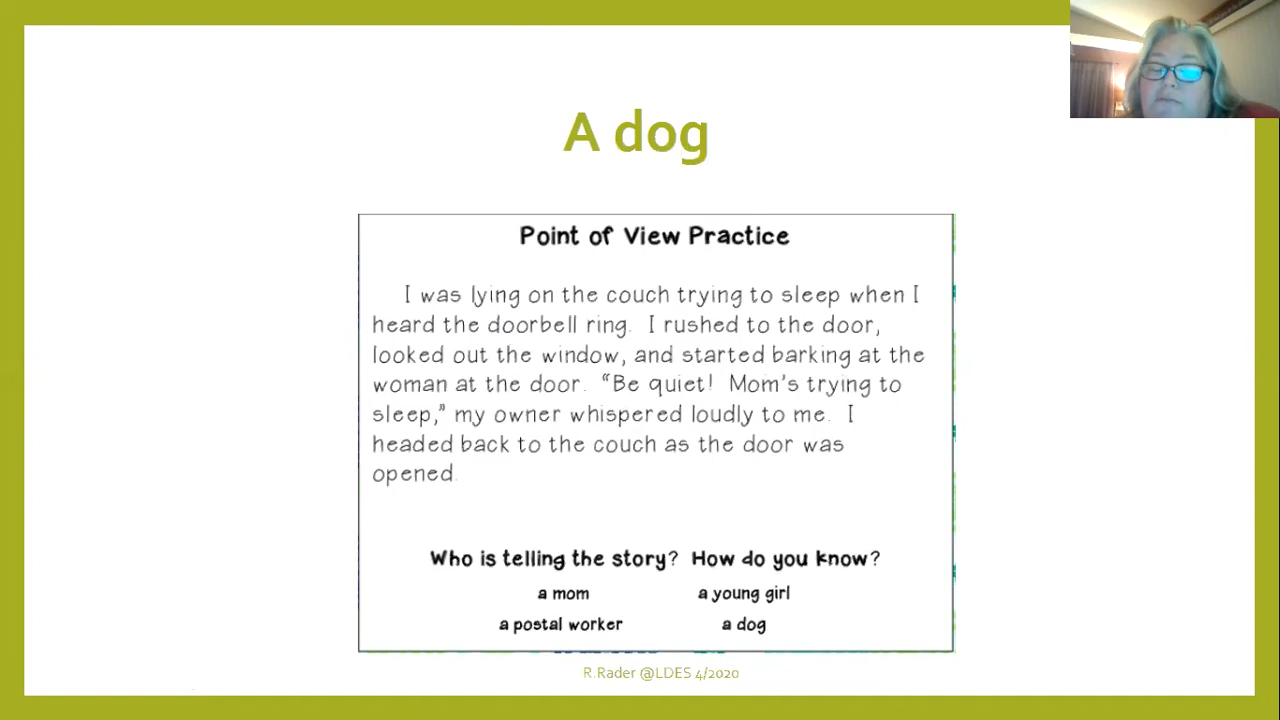 A dog
Point of View Practice
I was lying on the couch trying to sleep when I
heard the doorbell ring. I rushed to the door,
looked out the window, and started barking at the
woman at the door. “Be quiet! Mom’s trying to
sleep,” my owner whispered loudly to me. I
headed back to the couch as the door was
opened.
Who is telling the story? How do you know?
a mom a young girl
a postal worker a dog
R.Rader @LDES 4/2020